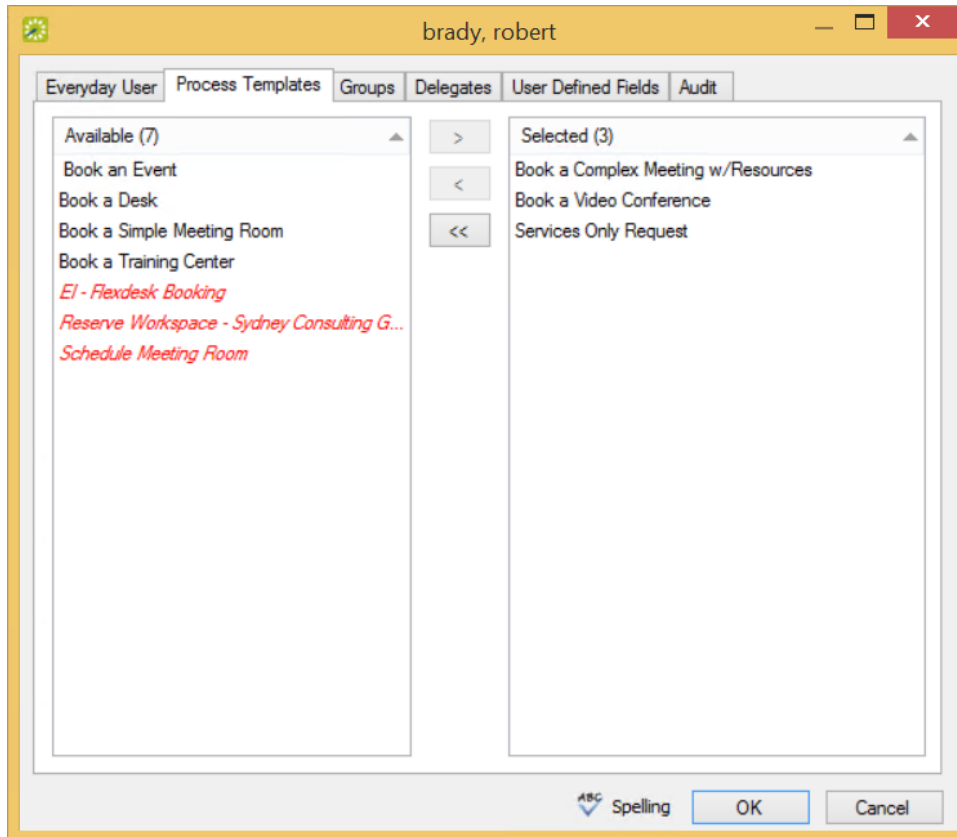 brady, robert
Everyday User Process Templates Groups Delegates User Defined Fields Audit
Available (7)
Book an Event
Book a Desk
Book a Simple Meeting Room
Book a Training Center
EI - Flexdesk Booking
Reserve Workspace - Sydney Consulting G...
Schedule Meeting Room
>
<
<<
Selected (3)
Book a Complex Meeting w/Resources
Book a Video Conference
Services Only Request
ABC Spelling OK Cancel